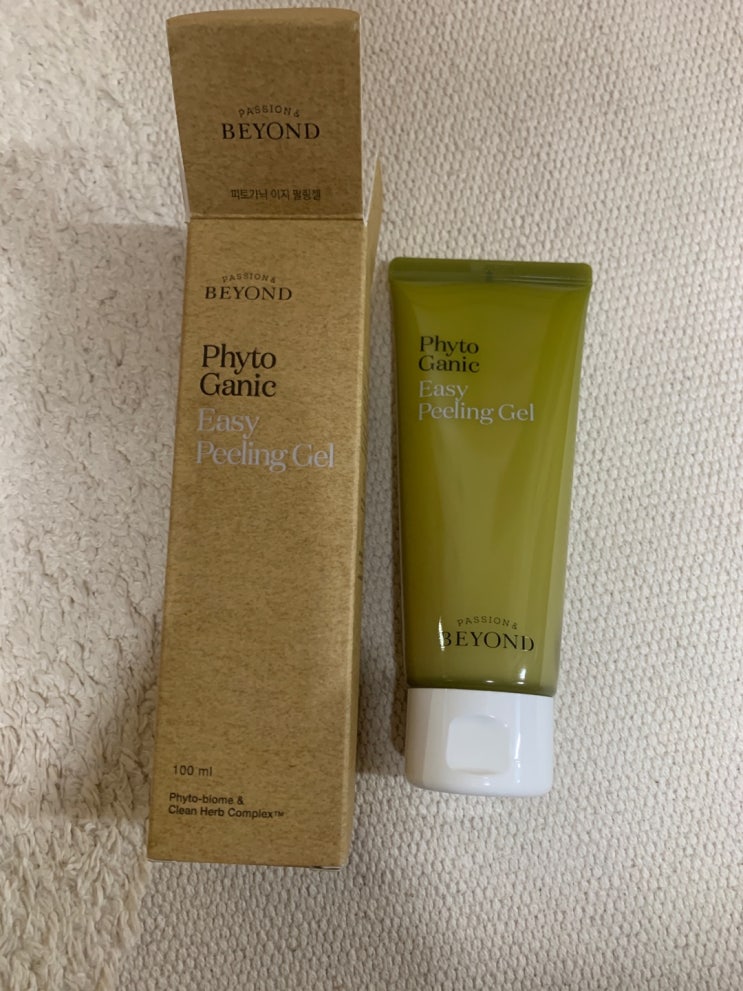 PASSION &
BEYOND
피토가닉 이지 필링젤
PASSION &
BEYOND
Phyto
Ganic
Easy
Peeling Gel
100 ml
Phyto-biome &
Clean Herb Complex™
Phyto
Ganic
Easy
Peeling Gel
PASSION &
BEYOND